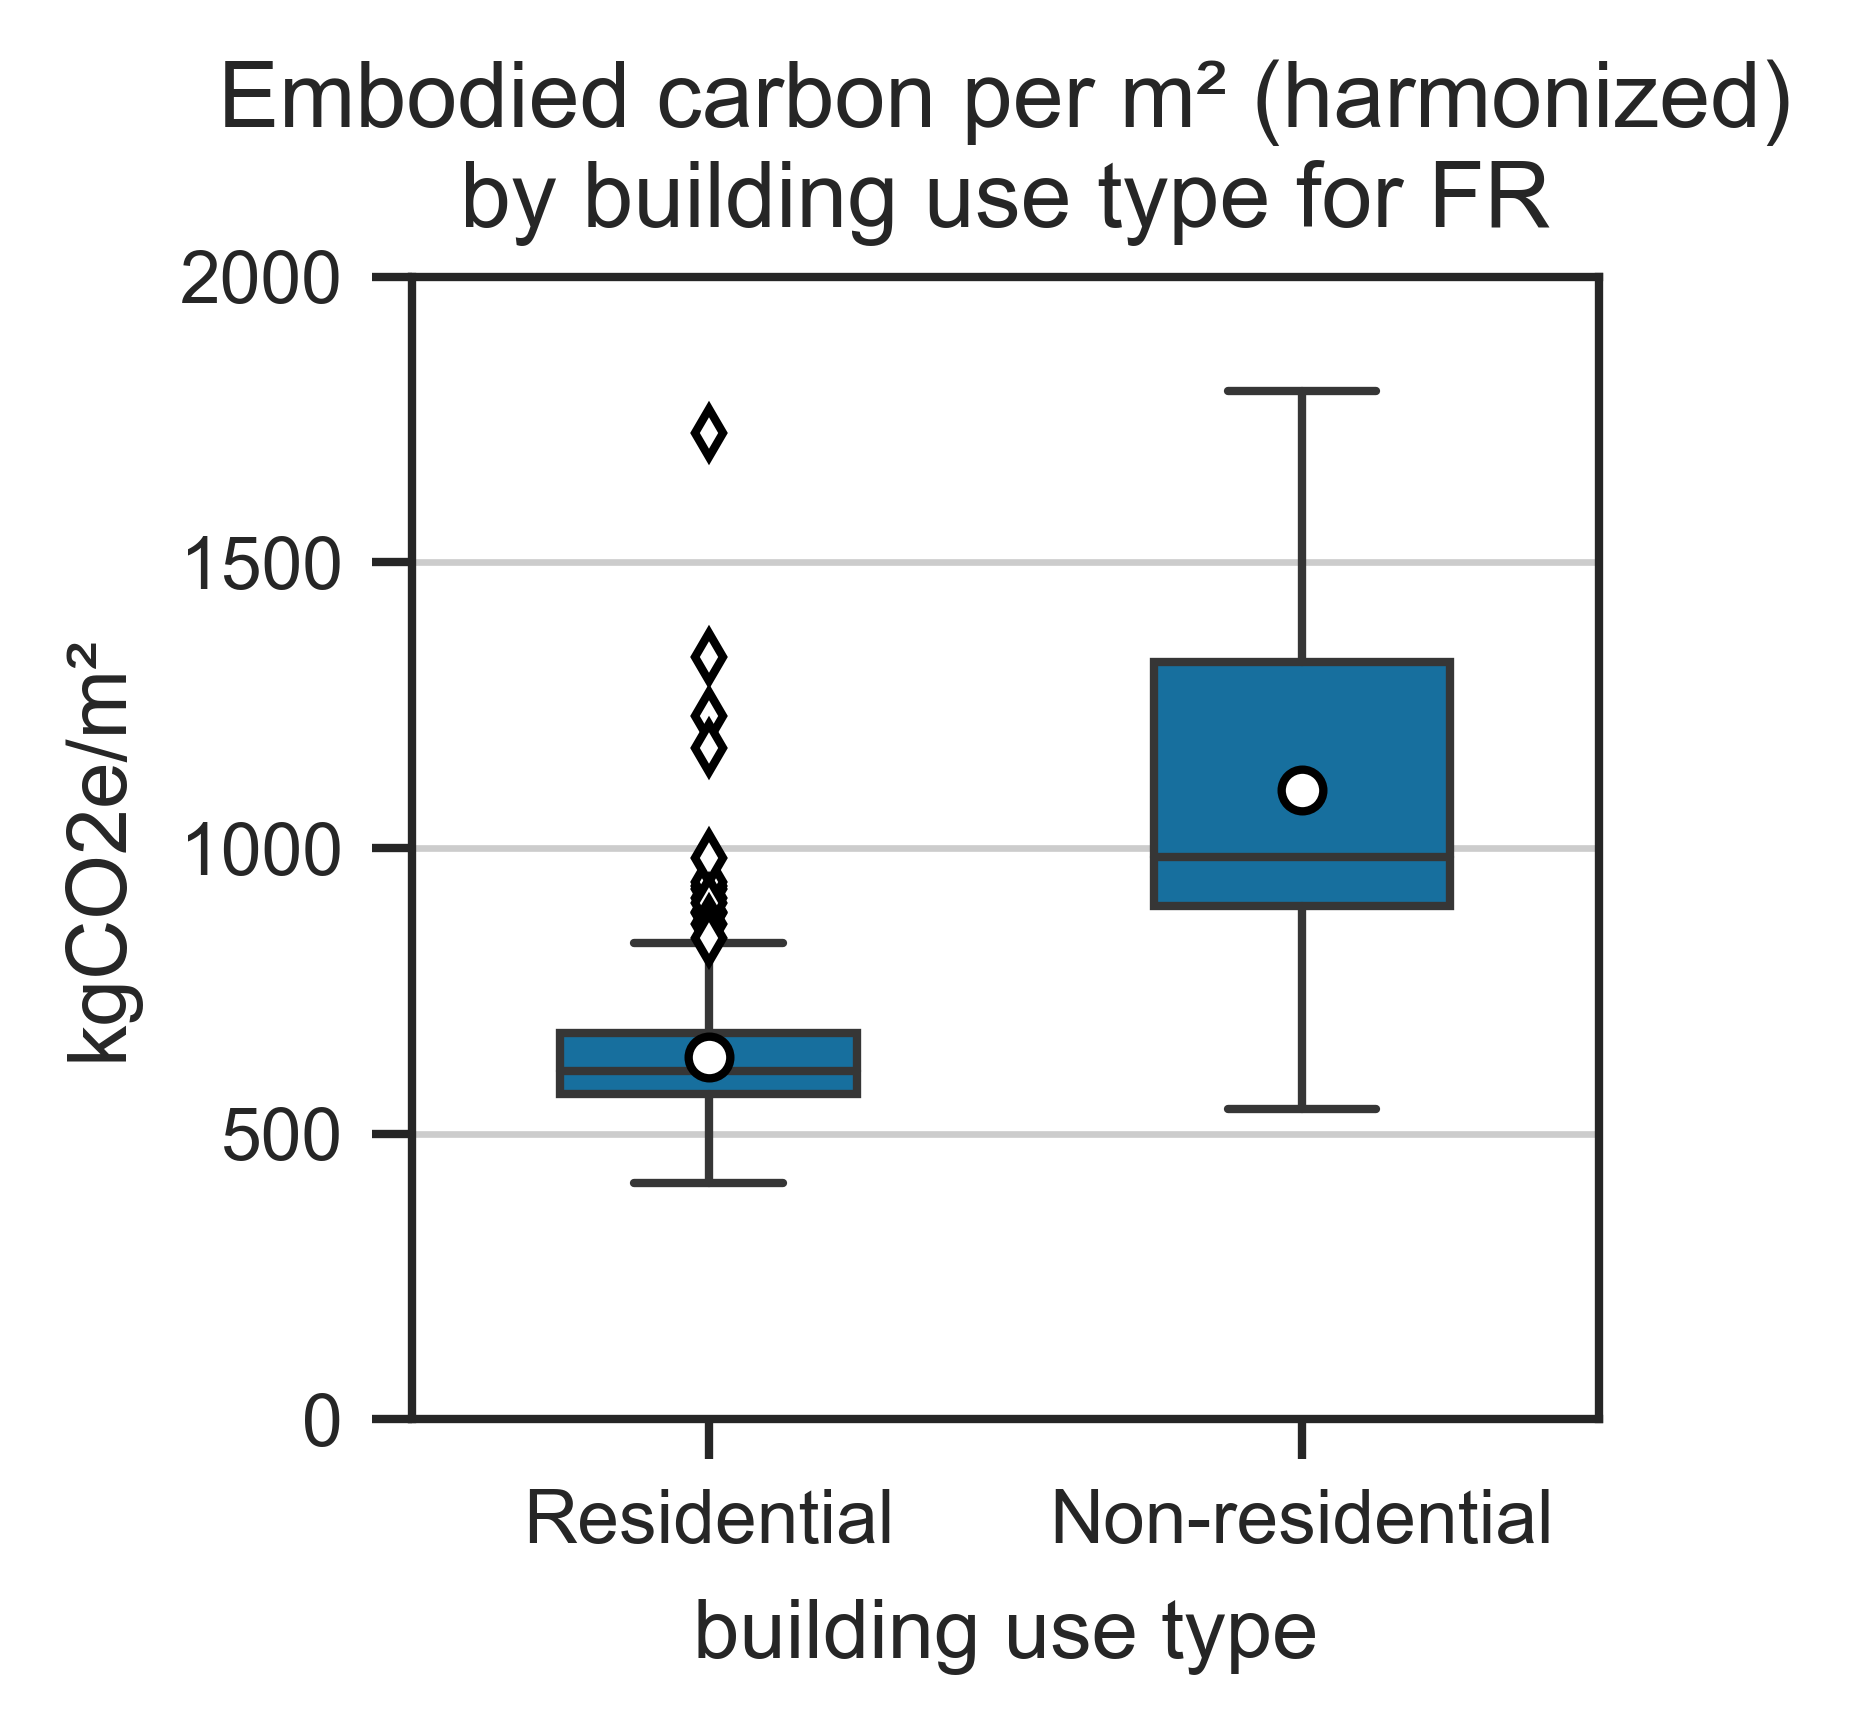 Embodied carbon per m² (harmonized)
by building use type for FR
2000
1500
1000
500
0
kgCO2e/m²
Residential
Non-residential
building use type